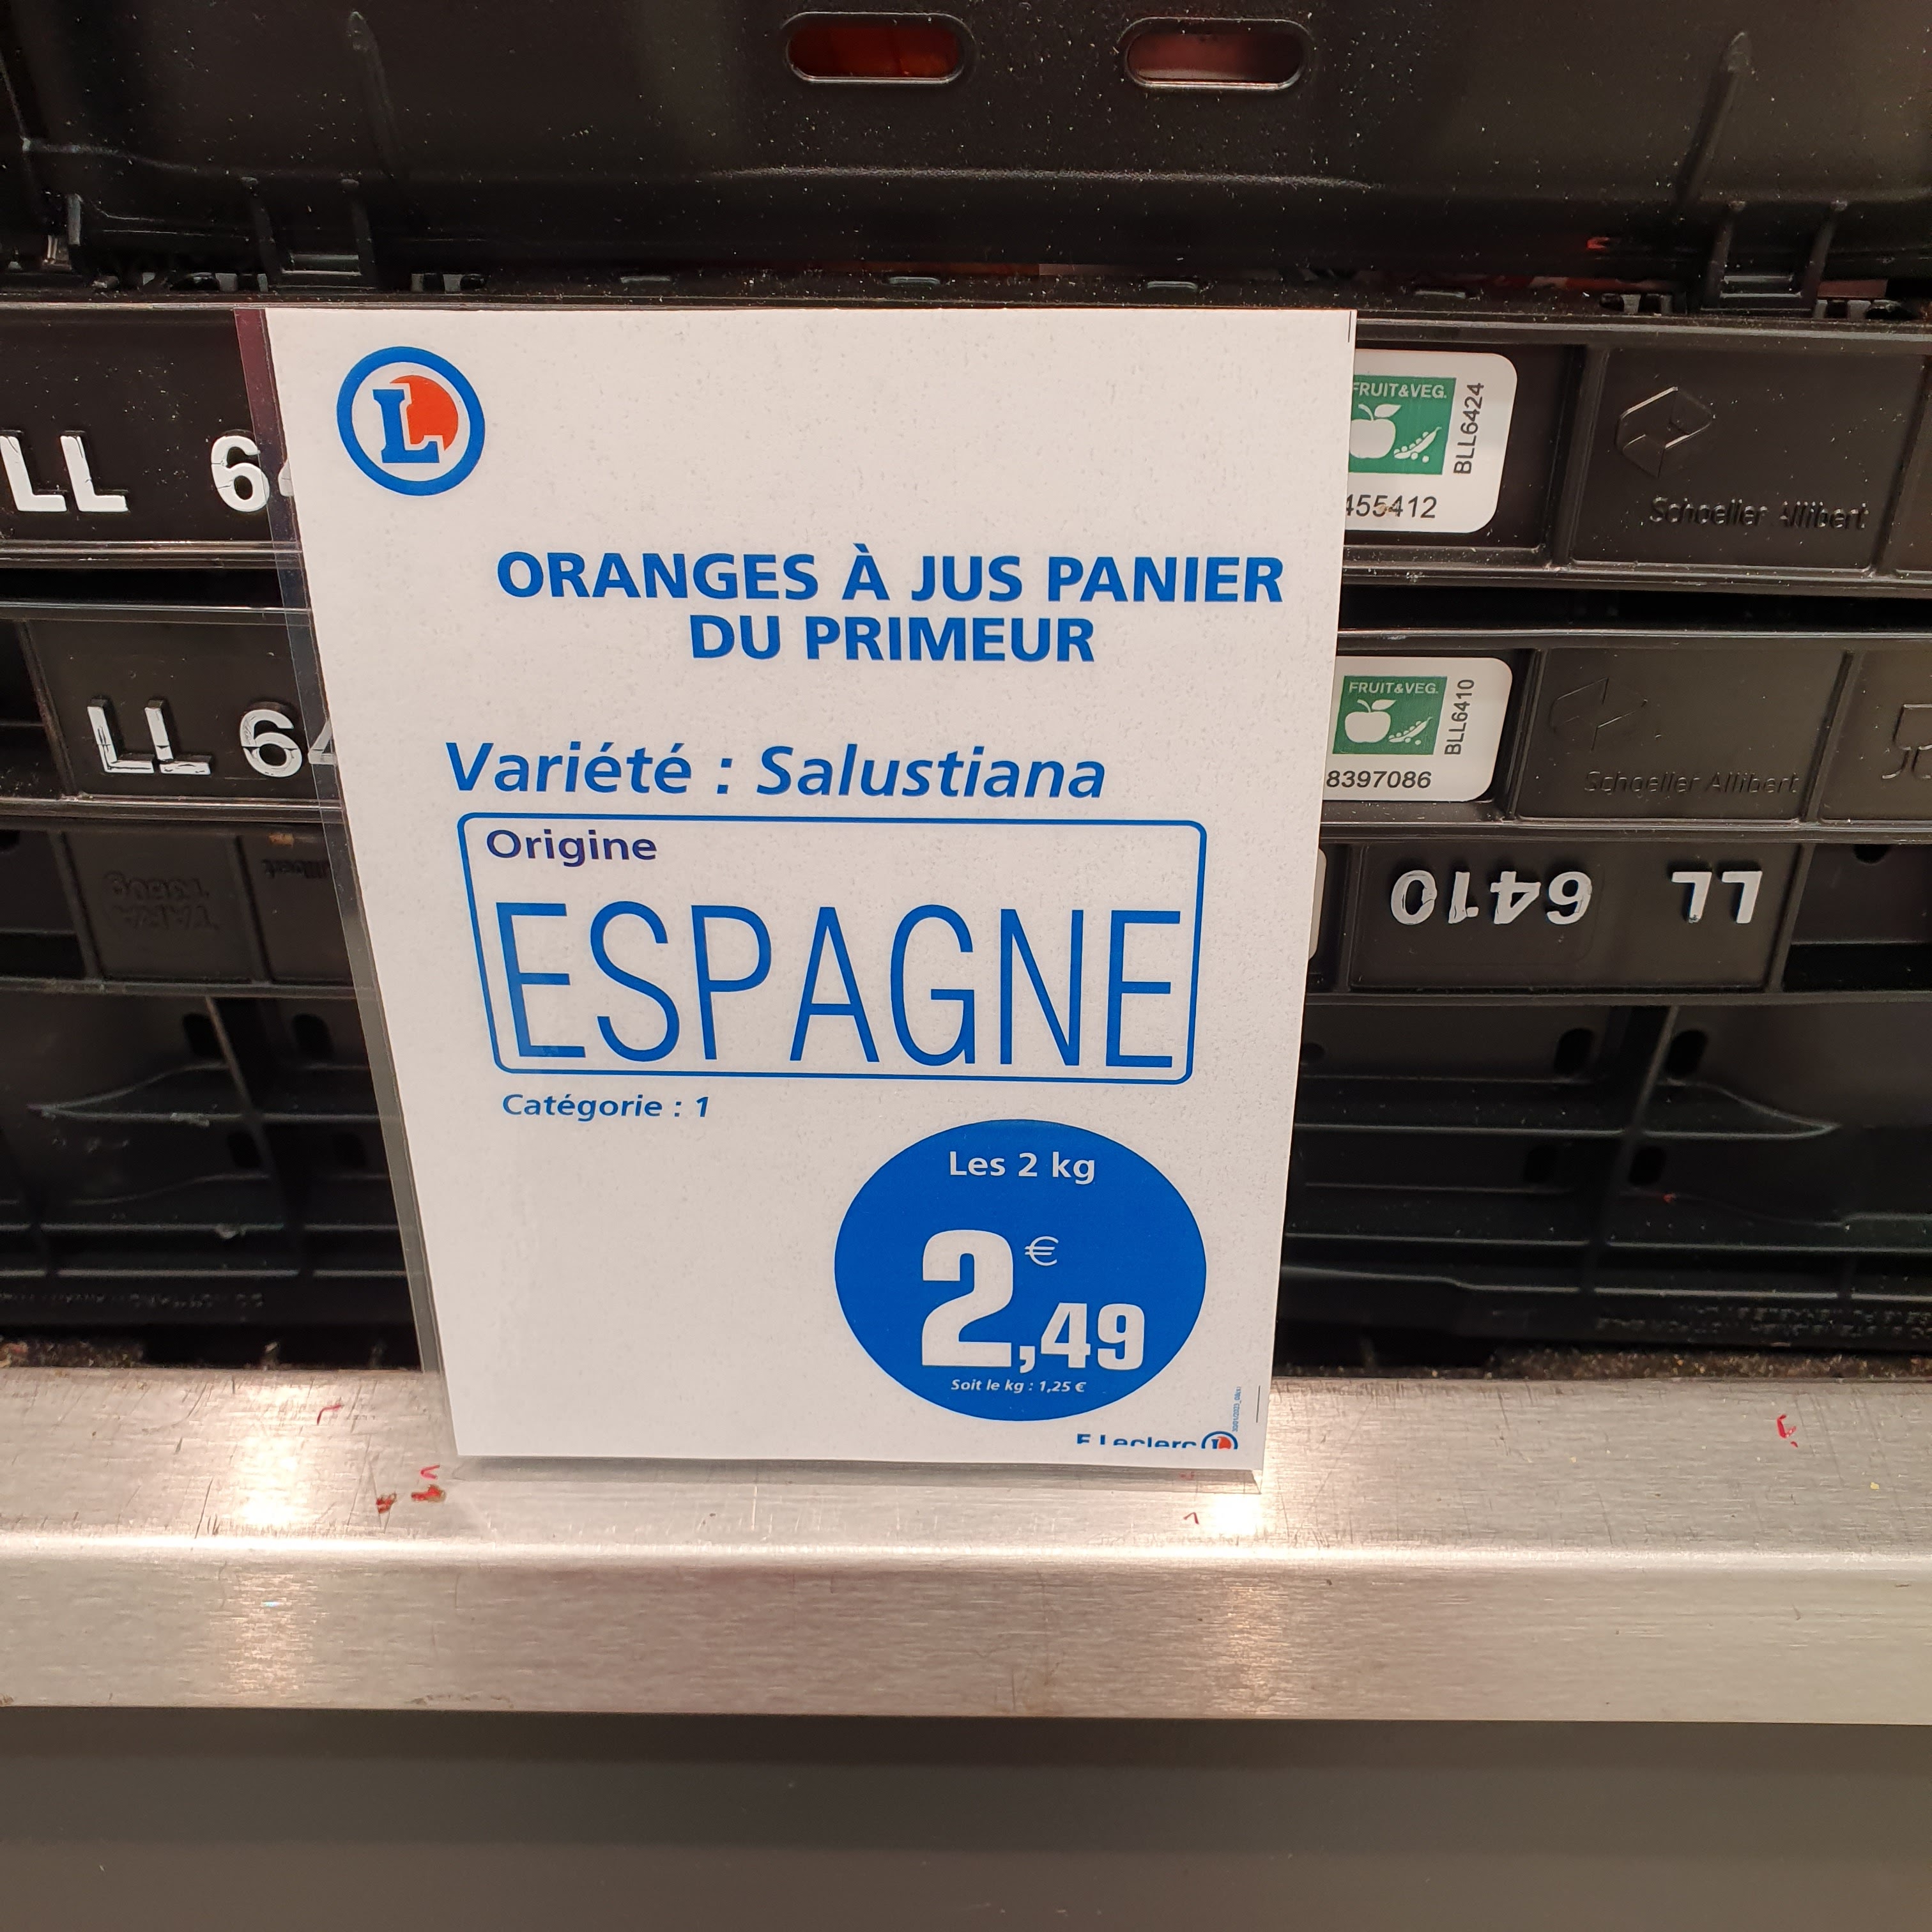 L
ORANGES À JUS PANIER
DU PRIMEUR
Variété : Salustiana
Origine
ESPAGNE
Catégorie : 1
Les 2 kg
2€,49
Soit le kg : 1,25 €
E.Leclerc L
LL 64
LL 64
FRUIT&VEG.
BLL6424
455412
Schoeller Allibert
FRUIT&VEG.
BLL6410
8397086
Schoeller Allibert
LL 6410